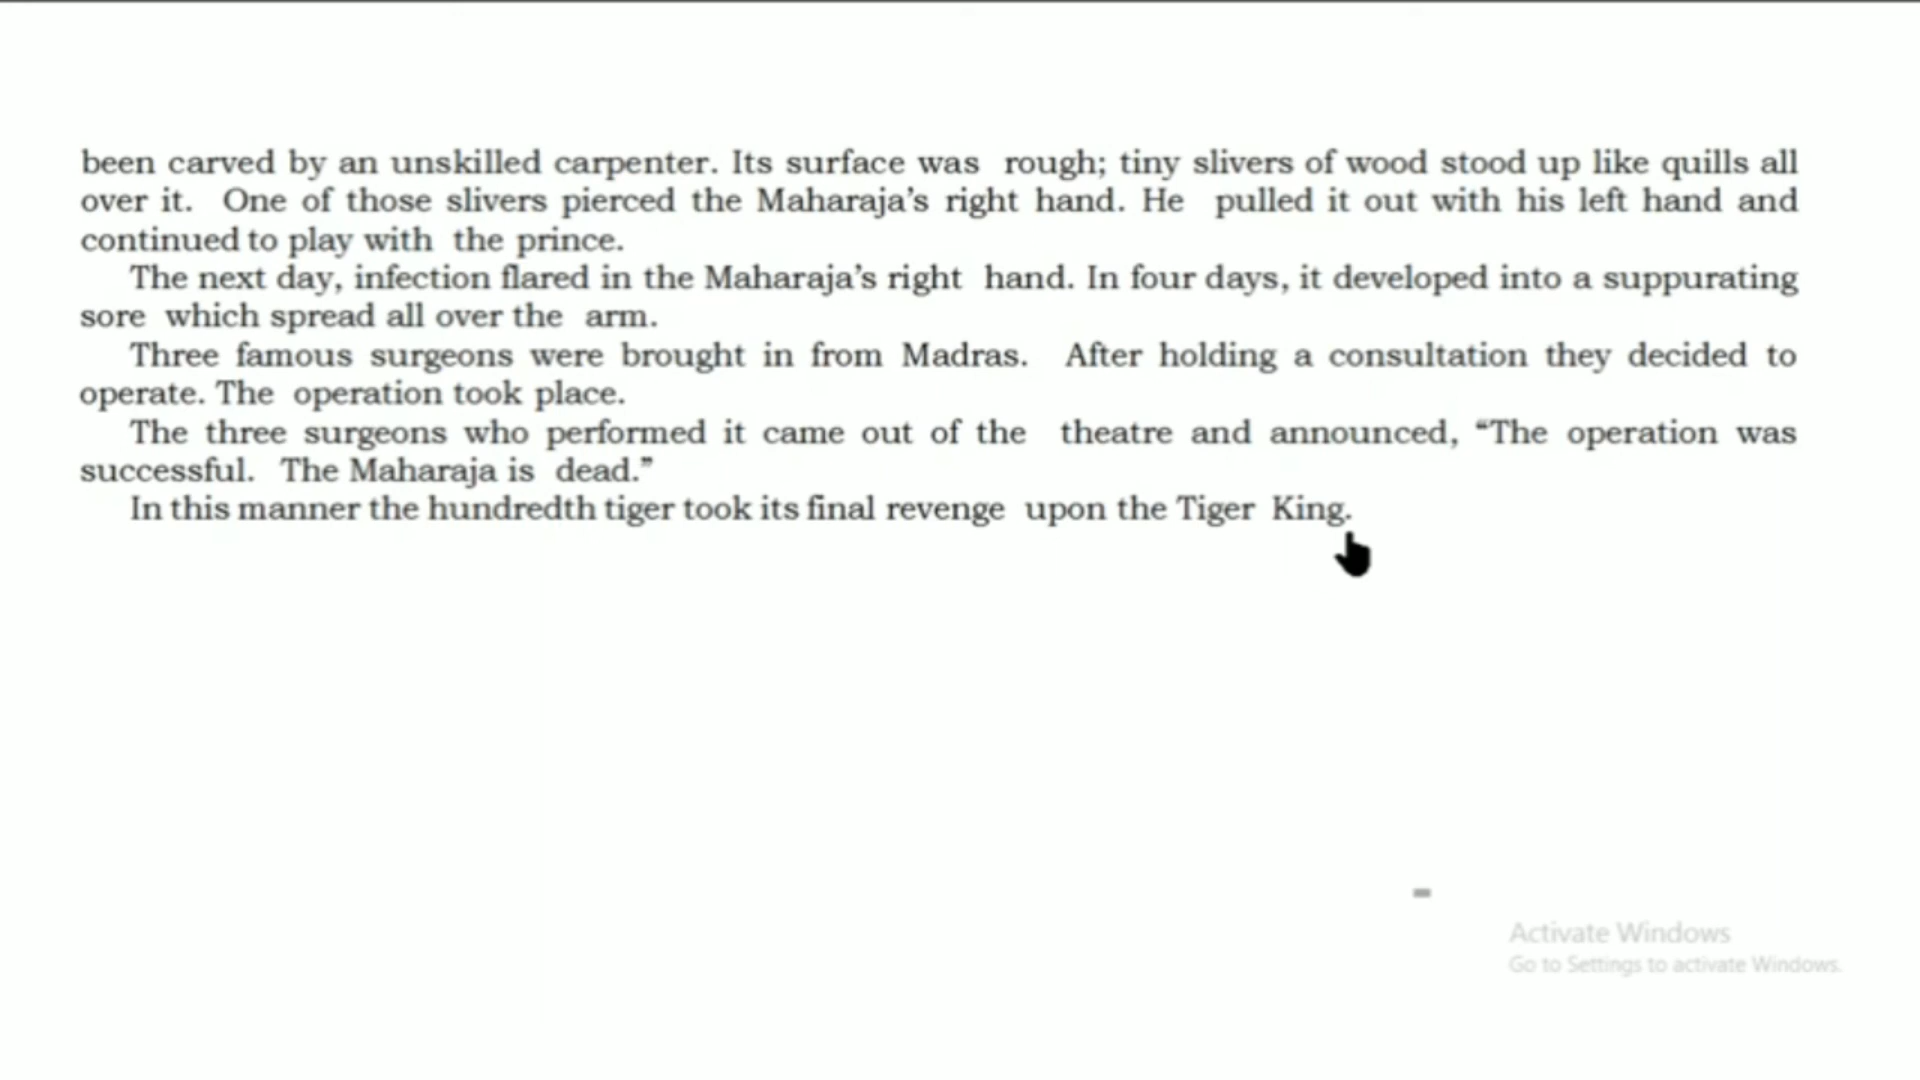 been carved by an unskilled carpenter. Its surface was rough; tiny slivers of wood stood up like quills all
over it. One of those slivers pierced the Maharaja’s right hand. He pulled it out with his left hand and
continued to play with the prince.
The next day, infection flared in the Maharaja’s right hand. In four days, it developed into a suppurating
sore which spread all over the arm.
Three famous surgeons were brought in from Madras. After holding a consultation they decided to
operate. The operation took place.
The three surgeons who performed it came out of the theatre and announced, “The operation was
successful. The Maharaja is dead.”
In this manner the hundredth tiger took its final revenge upon the Tiger King.
Activate Windows
Go to Settings to activate Windows.